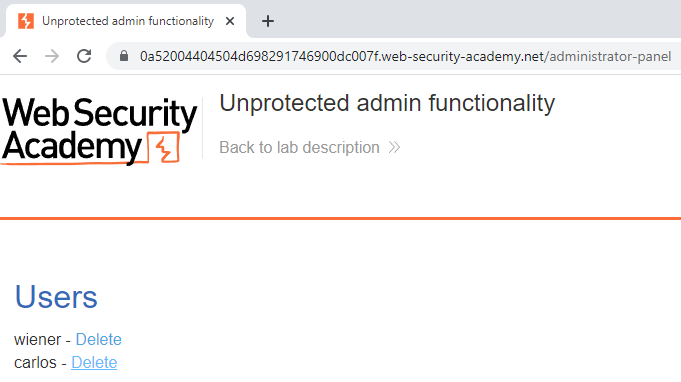 Unprotected admin functionality
0a52004404504d698291746900dc007f.web-security-academy.net/administrator-panel
Web Security
Academy
Unprotected admin functionality
Back to lab description
Users
wiener - Delete
carlos - Delete